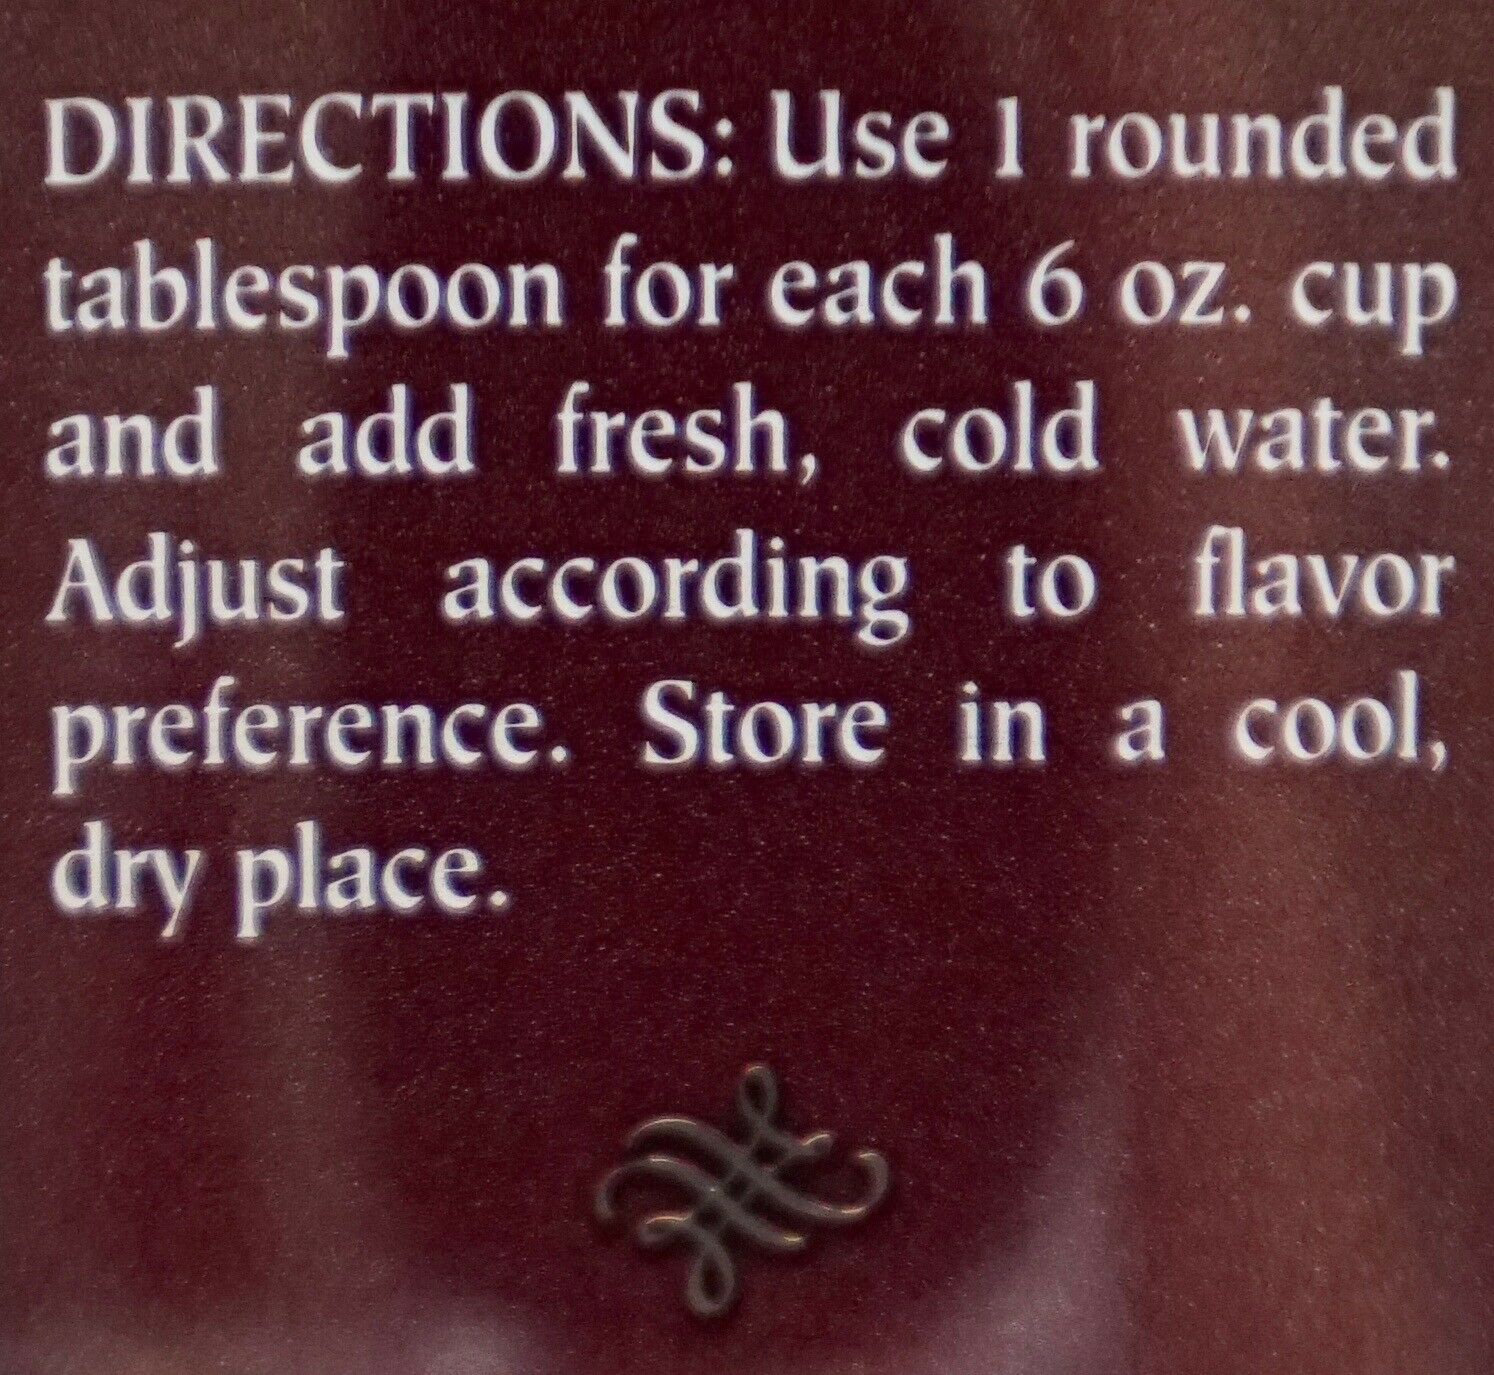 DIRECTIONS: Use 1 rounded
tablespoon for each 6 oz. cup
and add fresh, cold water.
Adjust according to flavor
preference. Store in a cool,
dry place.